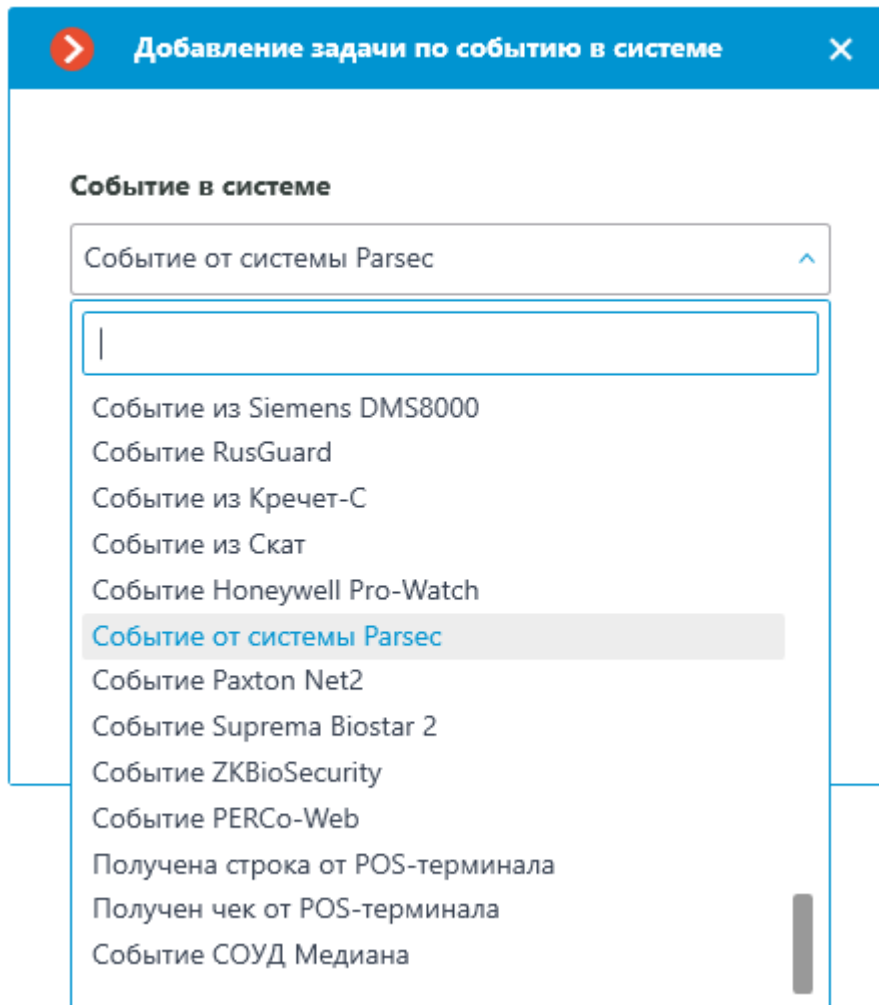 Добавление задачи по событию в системе
Событие в системе
Событие от системы Parsec
Событие из Siemens DMS8000
Событие RusGuard
Событие из Кречет-С
Событие из Скат
Событие Honeywell Pro-Watch
Событие от системы Parsec
Событие Paxton Net2
Событие Suprema Biostar 2
Событие ZKBioSecurity
Событие PERCo-Web
Получена строка от POS-терминала
Получен чек от POS-терминала
Событие СОУД Медиана